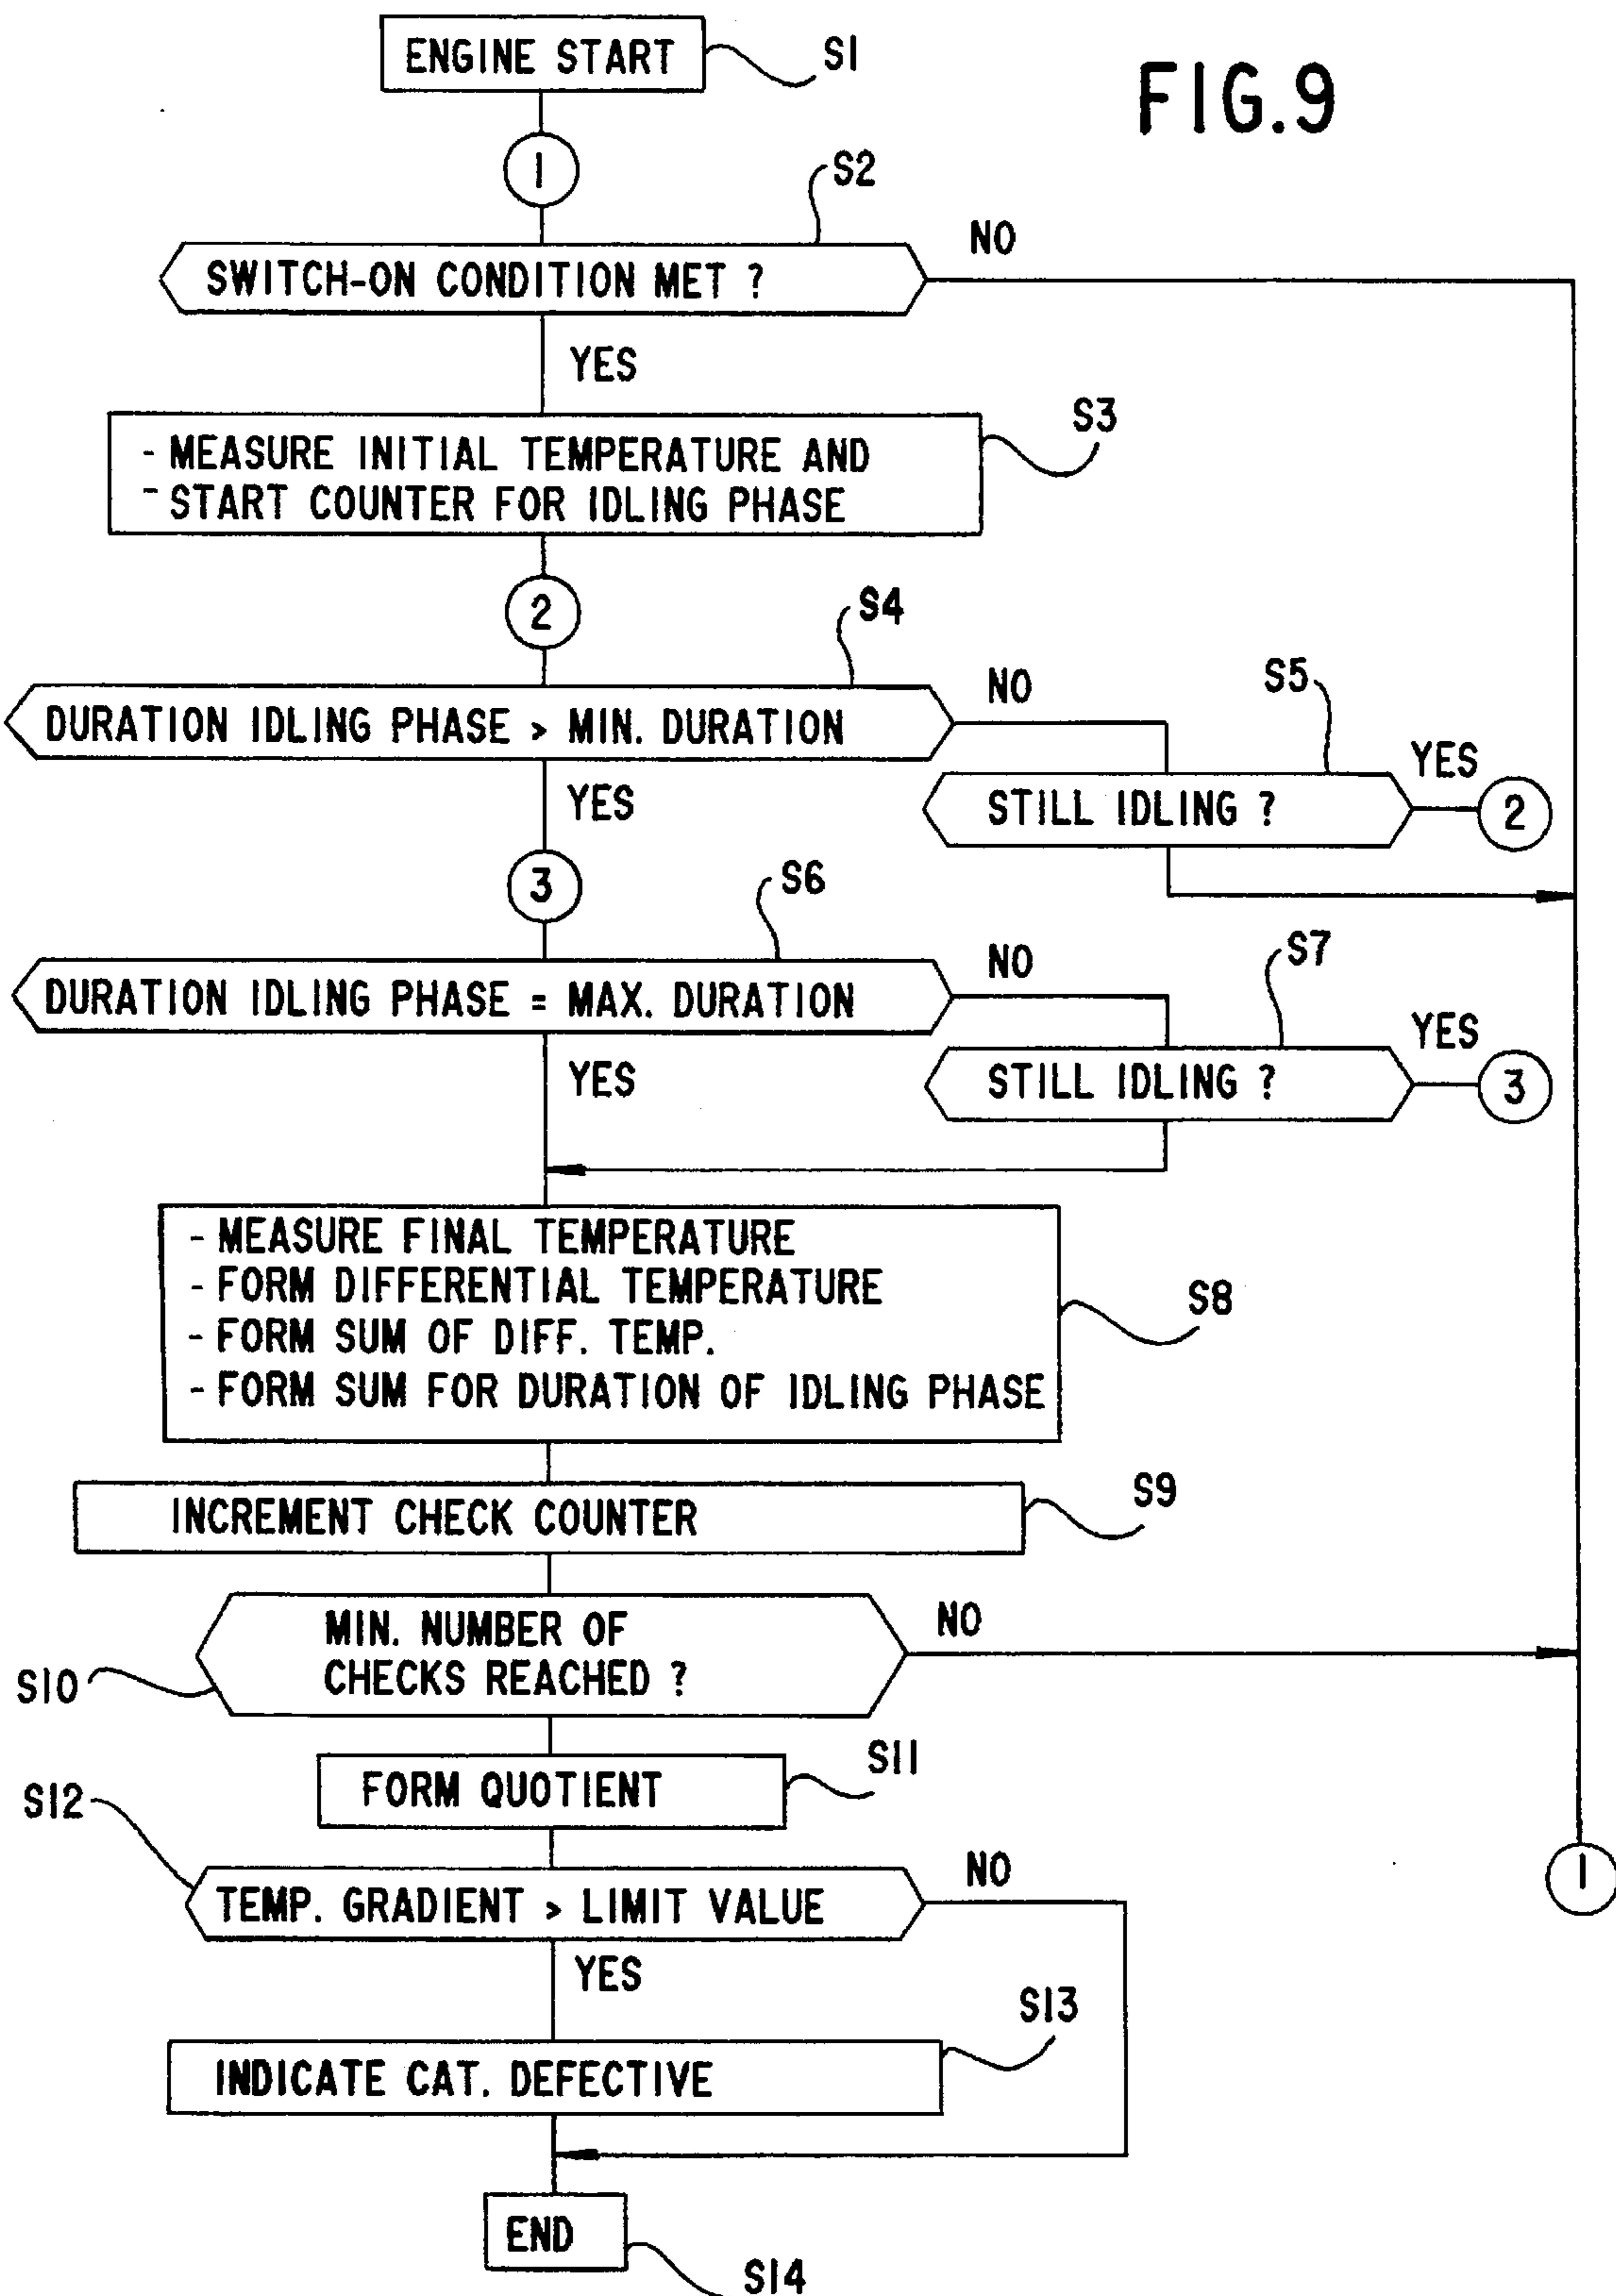 ENGINE START
S1
FIG.9
1
S2
SWITCH-ON CONDITION MET ?
NO
YES
S3
- MEASURE INITIAL TEMPERATURE AND
- START COUNTER FOR IDLING PHASE
2
S4
DURATION IDLING PHASE > MIN. DURATION
NO
S5
YES
STILL IDLING ?
YES
2
3
S6
DURATION IDLING PHASE = MAX. DURATION
NO
S7
YES
STILL IDLING ?
YES
3
- MEASURE FINAL TEMPERATURE
- FORM DIFFERENTIAL TEMPERATURE
- FORM SUM OF DIFF. TEMP.
- FORM SUM FOR DURATION OF IDLING PHASE
S8
INCREMENT CHECK COUNTER
S9
MIN. NUMBER OF
CHECKS REACHED ?
NO
S10
FORM QUOTIENT
S11
S12
TEMP. GRADIENT > LIMIT VALUE
NO
1
YES
S13
INDICATE CAT. DEFECTIVE
END
S14